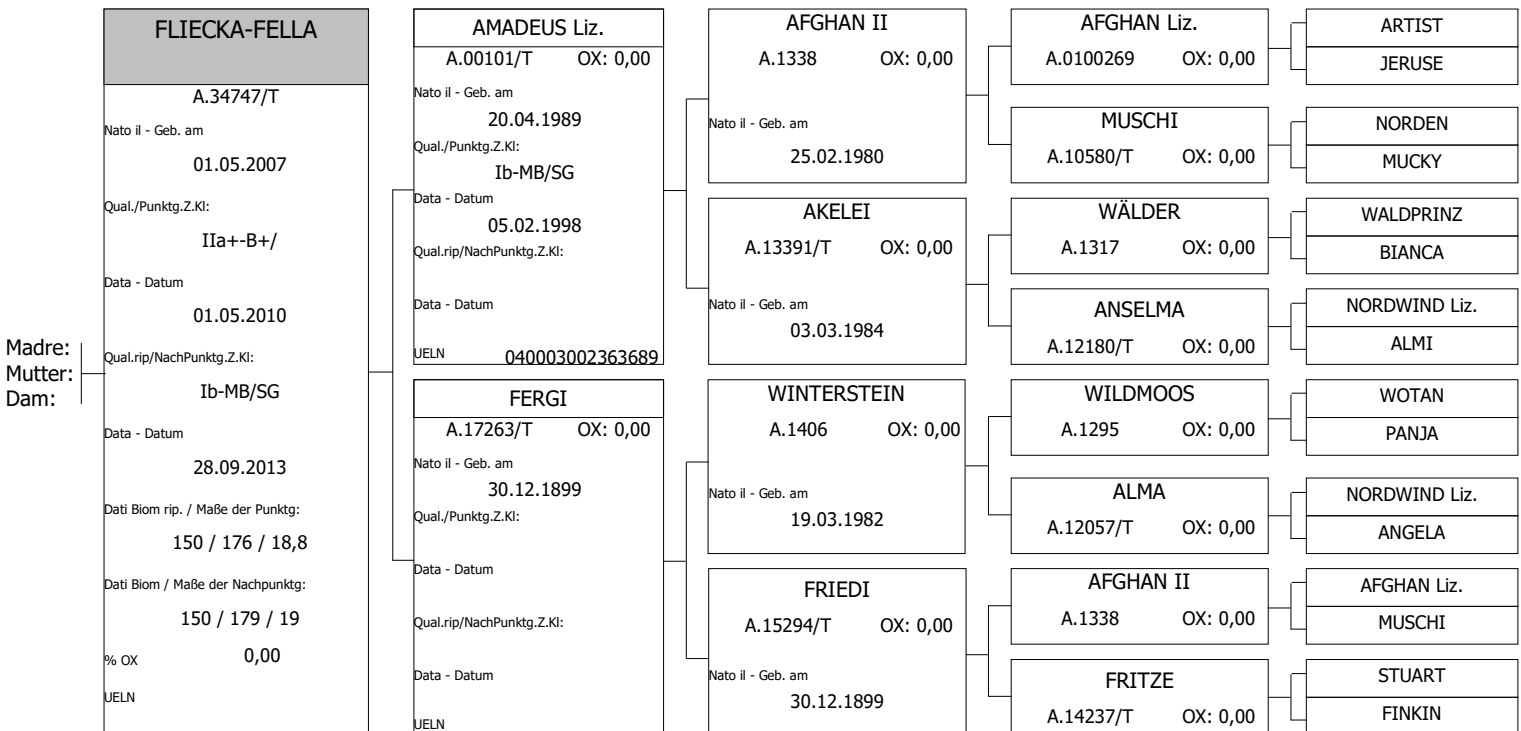 Madre:
Mutter:
Dam:
FLIECKA-FELLA
A.34747/T
Nato il - Geb. am
01.05.2007
Qual./Punktg.Z.Kl:
IIa+-B+/
Data - Datum
01.05.2010
Qual.rip/NachPunktg.Z.Kl:
Ib-MB/SG
Data - Datum
28.09.2013
Dati Biom rip. / Maße der Punktg:
150 / 176 / 18,8
Dati Biom / Maße der Nachpunktg:
150 / 179 / 19
% OX 0,00
UELN
AMADEUS Liz.
A.00101/T OX: 0,00
Nato il - Geb. am
20.04.1989
Qual./Punktg.Z.Kl:
Ib-MB/SG
Data - Datum
05.02.1998
Qual.rip/NachPunktg.Z.Kl:
Data - Datum
UELN 040003002363689
FERGI
A.17263/T OX: 0,00
Nato il - Geb. am
30.12.1899
Qual./Punktg.Z.Kl:
Data - Datum
Qual.rip/NachPunktg.Z.Kl:
Data - Datum
UELN
AFGHAN II
A.1338 OX: 0,00
Nato il - Geb. am
25.02.1980
AKELEI
A.13391/T OX: 0,00
Nato il - Geb. am
03.03.1984
WINTERSTEIN
A.1406 OX: 0,00
Nato il - Geb. am
19.03.1982
FRIEDI
A.15294/T OX: 0,00
Nato il - Geb. am
30.12.1899
AFGHAN Liz.
A.0100269 OX: 0,00
MUSCHI
A.10580/T OX: 0,00
WÄLDER
A.1317 OX: 0,00
ANSELMA
A.12180/T OX: 0,00
WILDMOOS
A.1295 OX: 0,00
ALMA
A.12057/T OX: 0,00
AFGHAN II
A.1338 OX: 0,00
FRITZE
A.14237/T OX: 0,00
ARTIST
JERUSE
NORDEN
MUCKY
WALDPRINZ
BIANCA
NORDWIND Liz.
ALMI
WOTAN
PANJA
NORDWIND Liz.
ANGELA
AFGHAN Liz.
MUSCHI
STUART
FINKIN